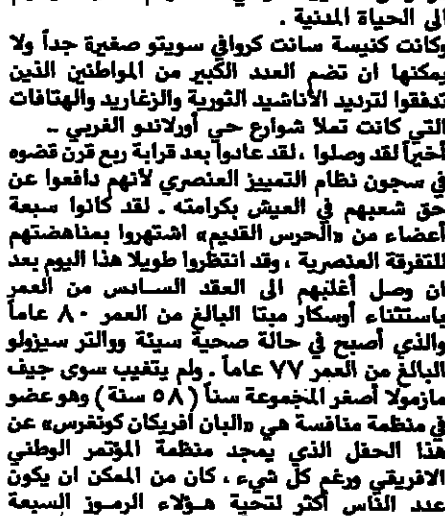 الى الحياة المدنية .
وكانت كنيسة سانت كروافي سويتو صغيرة جداً ولا
يمكنها ان تضم العدد الكبير من المواطنين الذين
تدفقوا لترديد الأناشيد الثورية والزغاريد والهتافات
التي كانت تملأ شوارع حي أورلاندو الغربي ..
أخيراً لقد وصلوا ، لقد عادوا بعد قرابة ربع قرن قضوه
في سجون نظام التمييز العنصري لأنهم دافعوا عن
حق شعبهم في العيش بكرامته . لقد كانوا سبعة
أعضاء من «الحرس القديم» اشتهروا بمناهضتهم
للتفرقة العنصرية ، وقد انتظروا طويلا هذا اليوم بعد
ان وصل أغلبهم الى العقد السادس من العمر
باستثناء أوسكار مبتا البالغ من العمر ٨٠ عاماً
والذي أصبح في حالة صحية سيئة ووالتر سيزولو
البالغ من العمر ٧٧ عاماً . ولم يتغيب سوى جيف
مازمولا أصغر المجموعة سناً ( ٥٨ سنة ) وهو عضو
في منظمة منافسة هي «البان أفريكان كونغرس» عن
هذا الحفل الذي يمجد منظمة المؤتمر الوطني
الافريقي ورغم كل شيء ، كان من الممكن ان يكون
عدد الناس أكثر لتحية هؤلاء الرموز السبعة